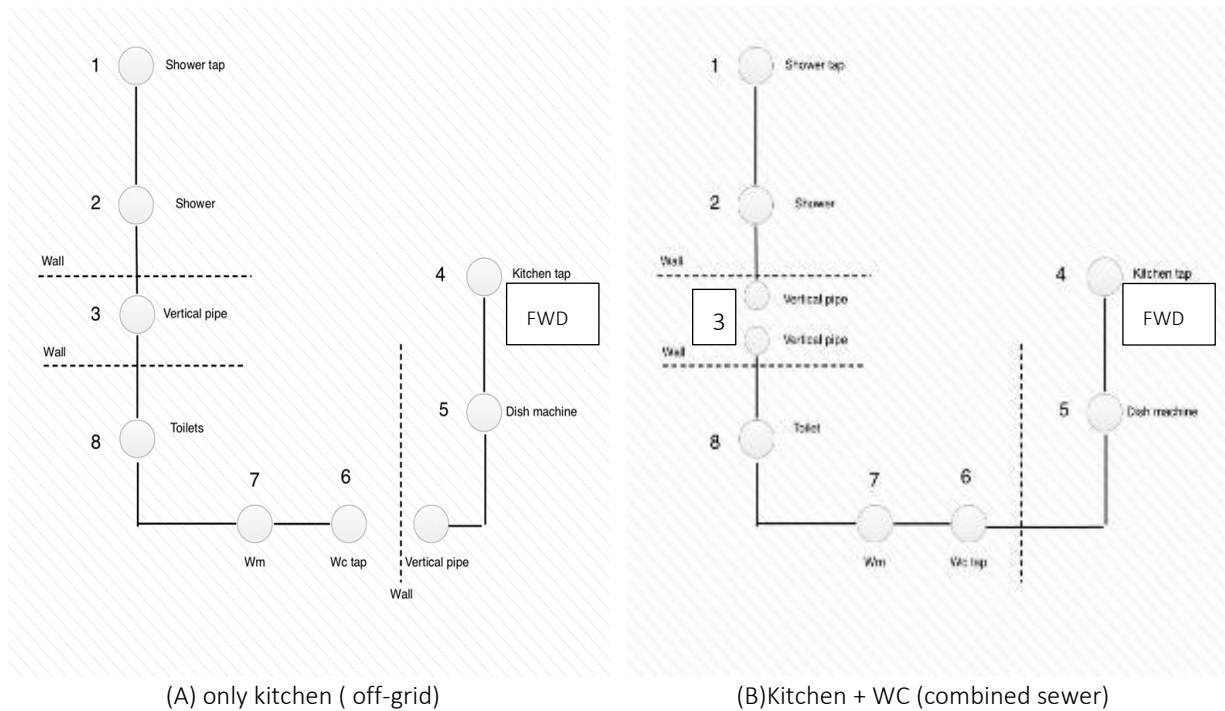 1 Shower tap
2 Shower
Wall
3 Vertical pipe
Wall
4 Kitchen tap
FWD
5 Dish machine
8 Toilets
7
6
Wm
Wc tap
Vertical pipe
Wall
(A) only kitchen ( off-grid)
1 Shower tap
2 Shower
Wall
3
Vertical pipe
Vertical pipe
Wall
4 Kitchen tap
FWD
5 Dish machine
8 Toilet
7
6
Wm
Wc tap
(B)Kitchen + WC (combined sewer)